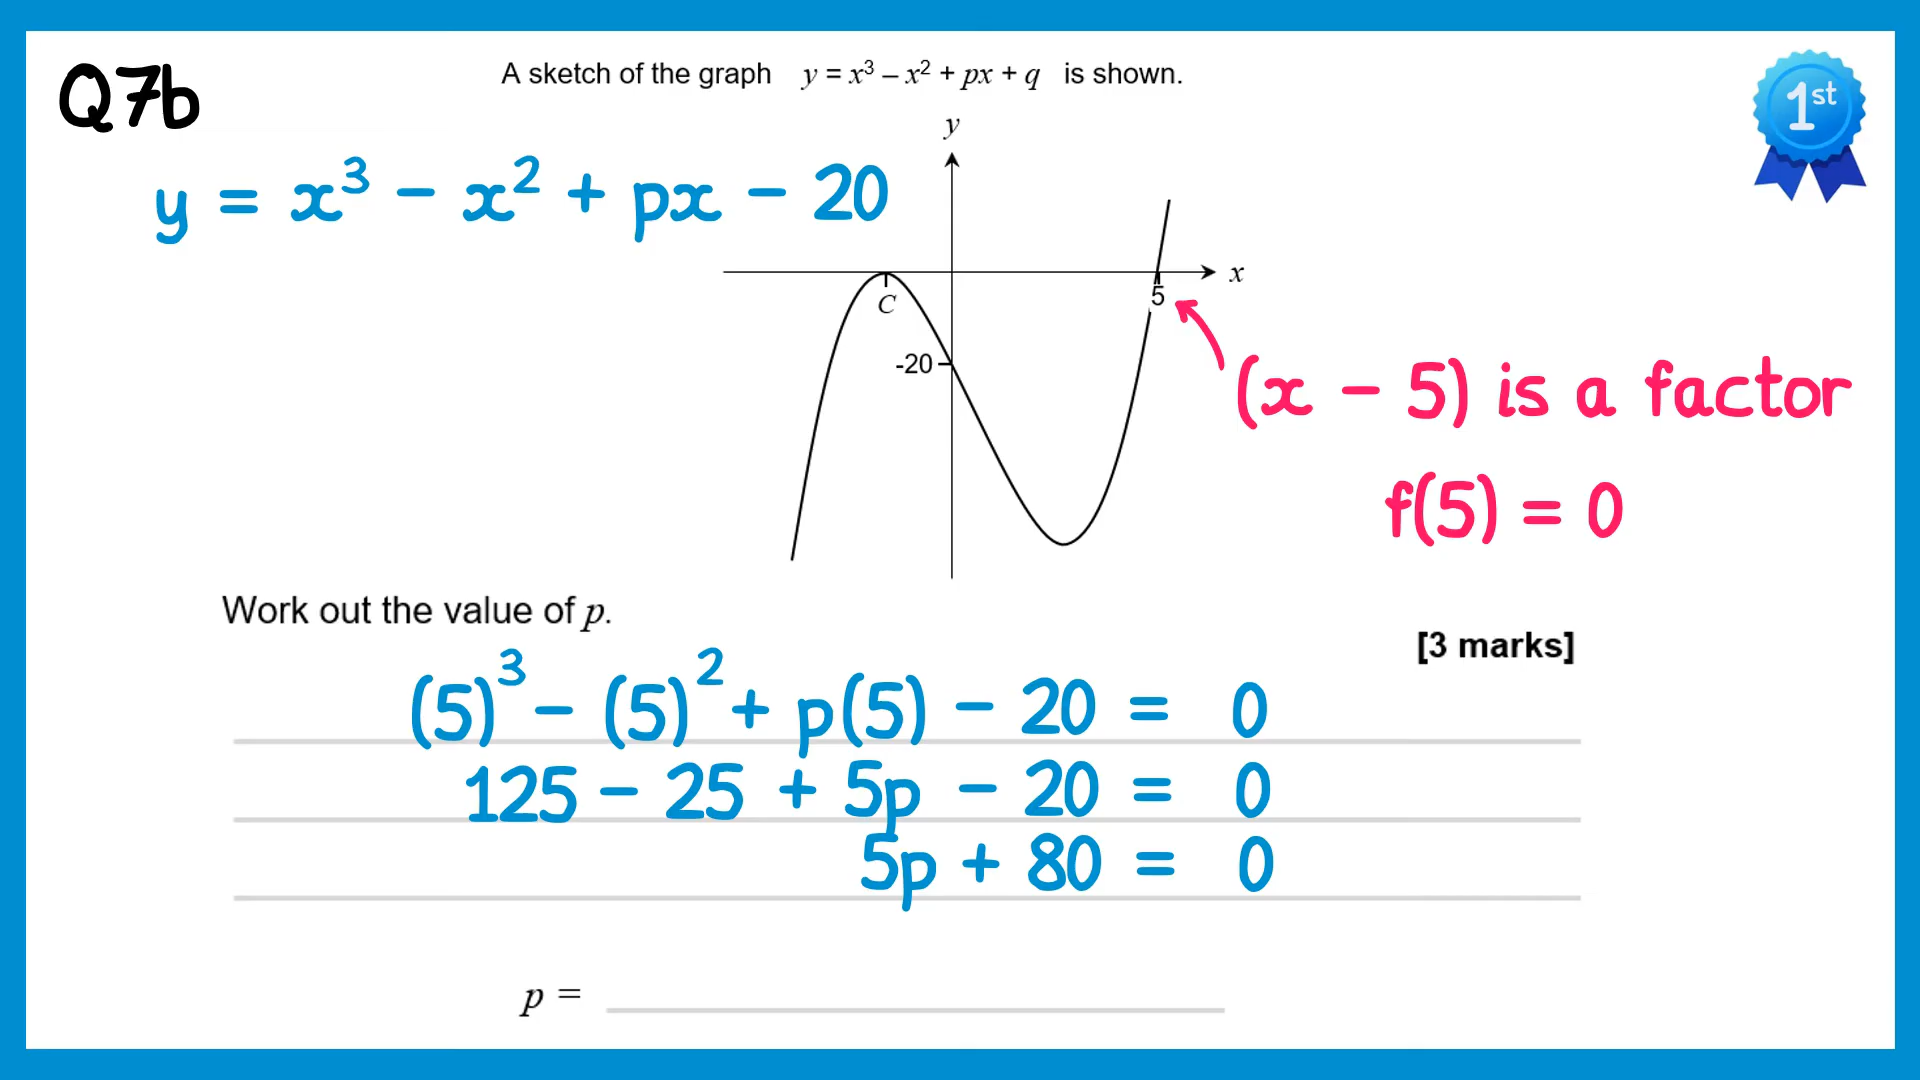 Q7b
A sketch of the graph y = x³ – x² + px + q is shown.
1st
y
y = x³ – x² + px – 20
x
C
5
-20
(x – 5) is a factor
f(5) = 0
Work out the value of p.
[3 marks]
(5)³ – (5)² + p(5) – 20 = 0
125 – 25 + 5p – 20 = 0
5p + 80 = 0
p =